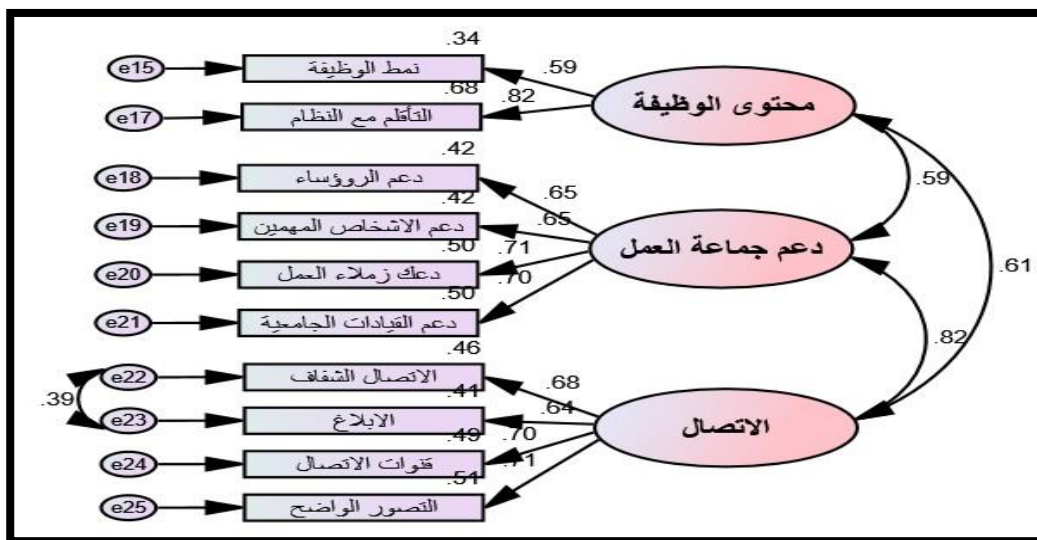 .34
e15
نمط الوظيفة
.59
محتوى الوظيفة
.68
.82
e17
التأقلم مع النظام
.42
e18
دعم الروؤساء
.65
.59
.42
e19
دعم الاشخاص المهمين
.65
دعم جماعة العمل
.50
.71
e20
دعك زملاء العمل
.61
.50
.70
e21
دعم القيادات الجامعية
.82
.46
e22
الاتصال الشفاف
.68
.39
.41
e23
الابلاغ
.64
الاتصال
.49
.70
e24
قنوات الاتصال
.51
.71
e25
التصور الواضح